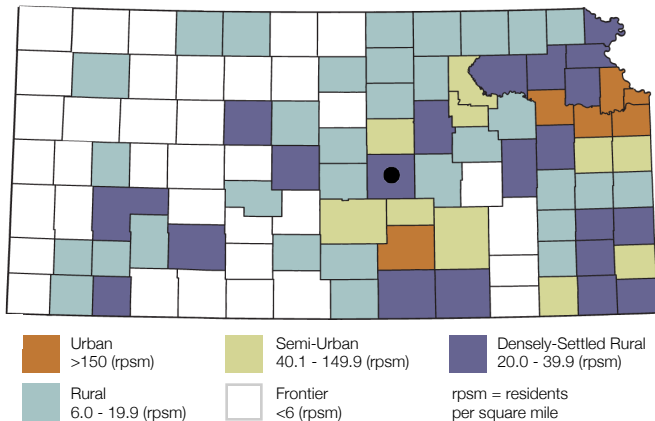 Urban
>150 (rpsm)
Semi-Urban
40.1 - 149.9 (rpsm)
Densely-Settled Rural
20.0 - 39.9 (rpsm)
Rural
6.0 - 19.9 (rpsm)
Frontier
<6 (rpsm)
rpsm = residents
per square mile